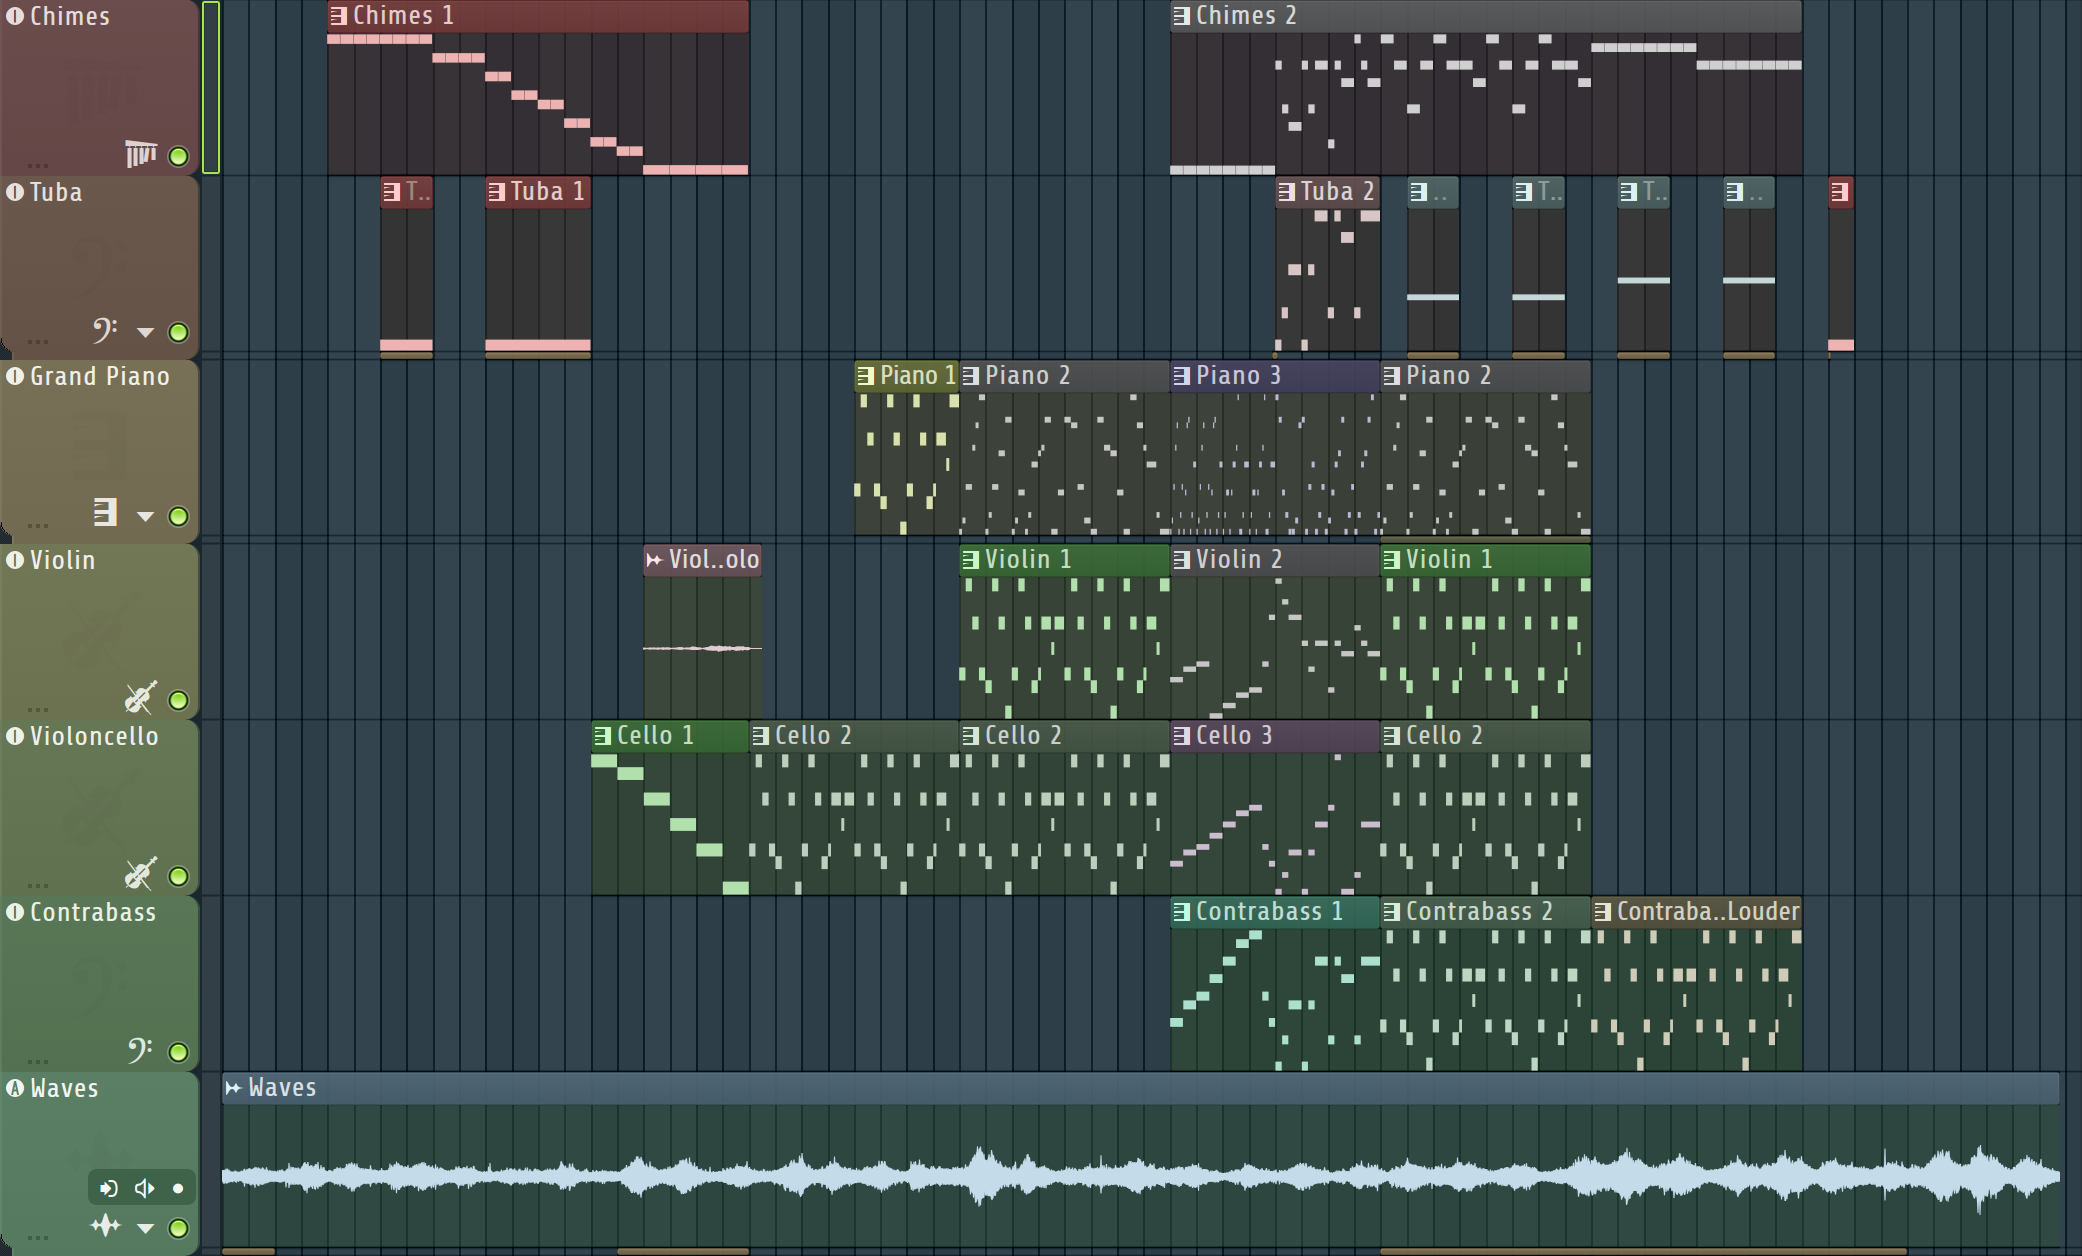 Chimes
Chimes 1
Chimes 2
Tuba
T..
Tuba 1
Tuba 2
..
T..
T..
..
Grand Piano
Piano 1
Piano 2
Piano 3
Piano 2
Violin
Viol..olo
Violin 1
Violin 2
Violin 1
Violoncello
Cello 1
Cello 2
Cello 2
Cello 3
Cello 2
Contrabass
Contrabass 1
Contrabass 2
Contraba..Louder
Waves
Waves